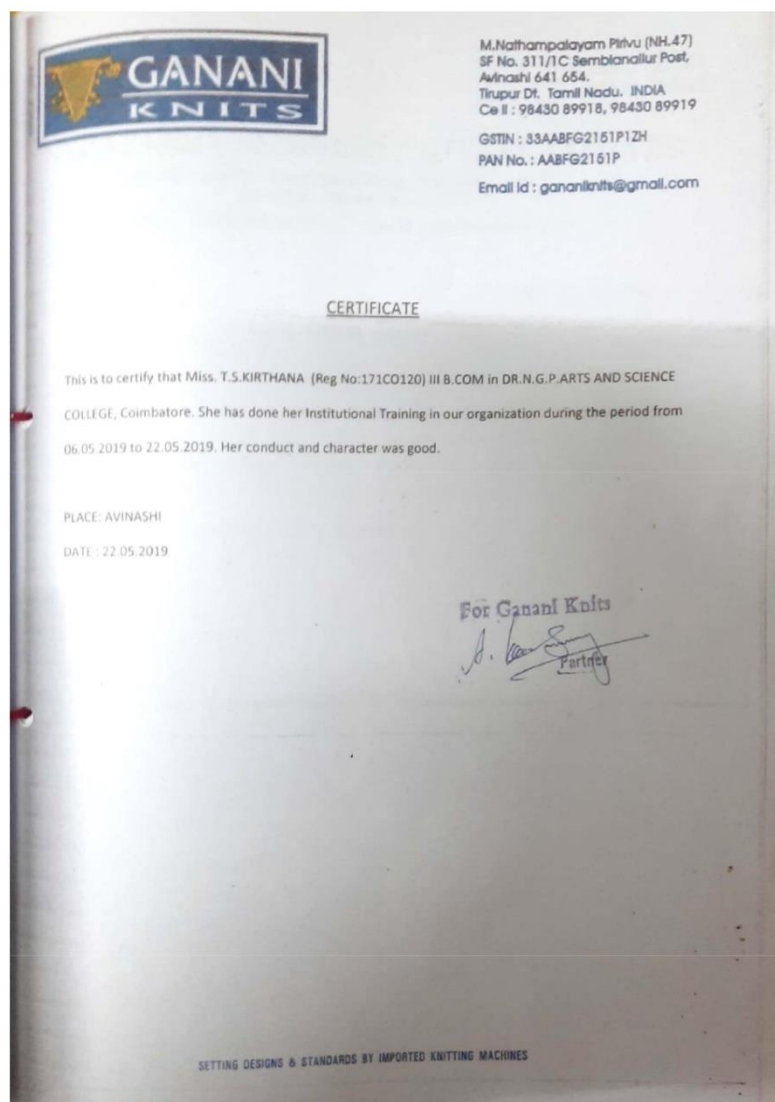 GANANI
KNITS
M.Nathampalayam Pirivu (NH.47)
SF No. 311/1C Sembianallur Post,
Avinashi 641 654.
Tirupur Dt. Tamil Nadu. INDIA
Ce ll : 98430 89918, 98430 89919
GSTIN : 33AABFG2151P1ZH
PAN No. : AABFG2151P
Email Id : gananiknits@gmail.com
CERTIFICATE
This is to certify that Miss. T.S.KIRTHANA (Reg No:171CO120) III B.COM in DR.N.G.P.ARTS AND SCIENCE
COLLEGE, Coimbatore. She has done her Institutional Training in our organization during the period from
06.05.2019 to 22.05.2019. Her conduct and character was good.
PLACE: AVINASHI
DATE : 22.05.2019
For Ganani Knits
Partner
SETTING DESIGNS & STANDARDS BY IMPORTED KNITTING MACHINES